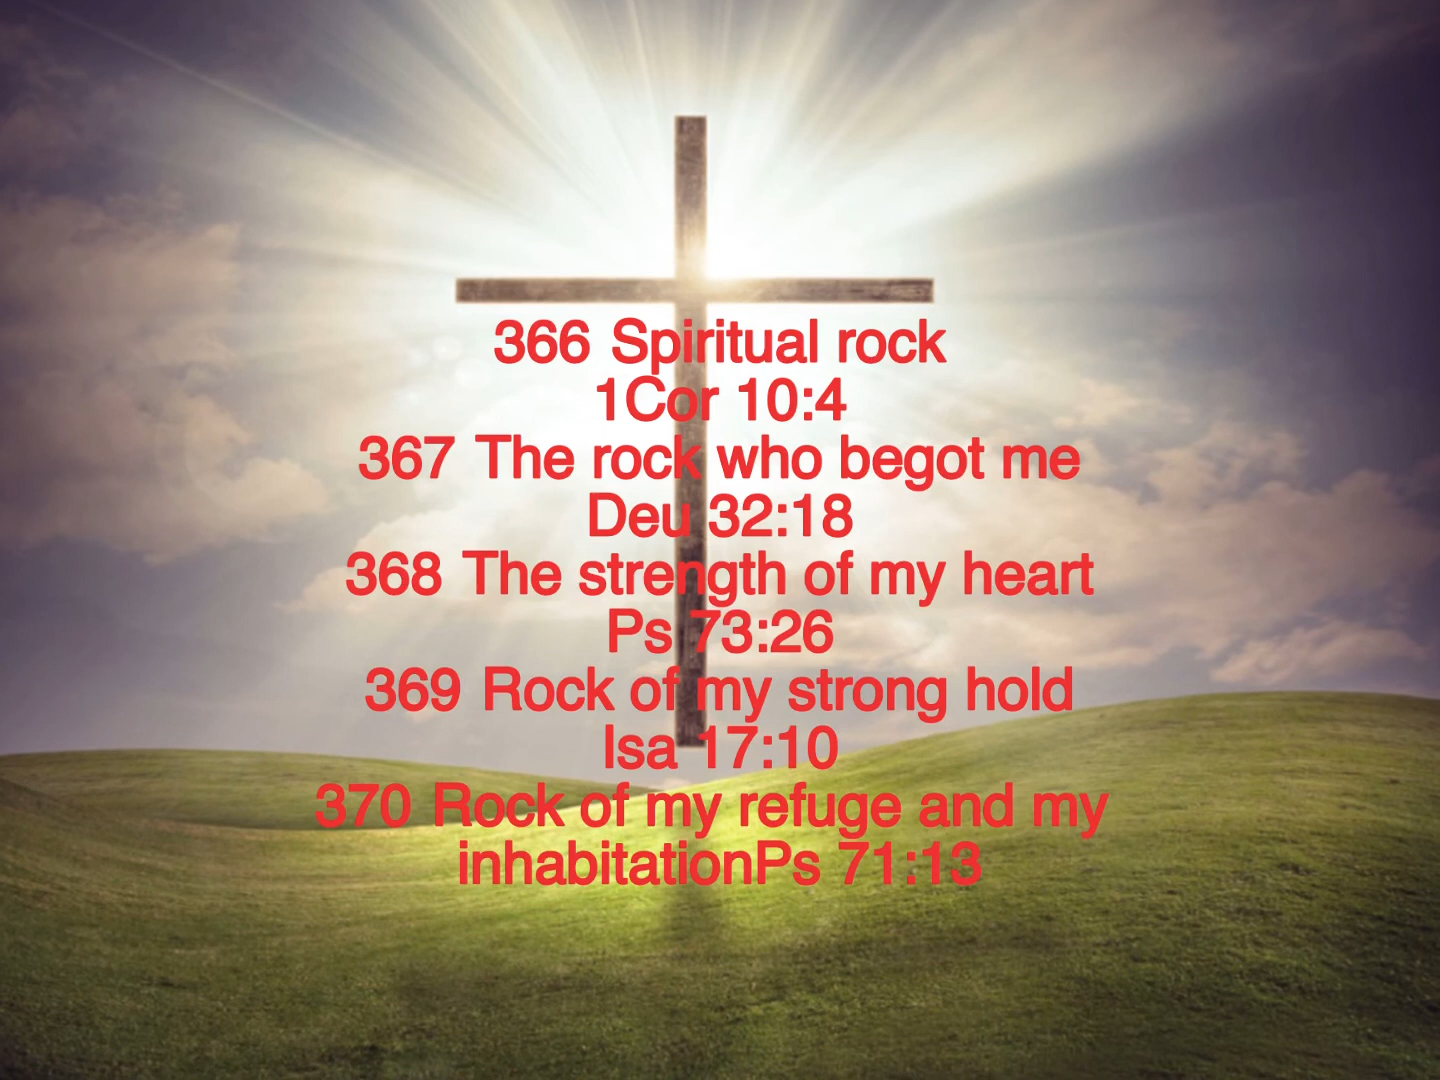 366 Spiritual rock
1Cor 10:4
367 The rock who begot me
Deu 32:18
368 The strength of my heart
Ps 73:26
369 Rock of my strong hold
Isa 17:10
370 Rock of my refuge and my
inhabitationPs 71:13